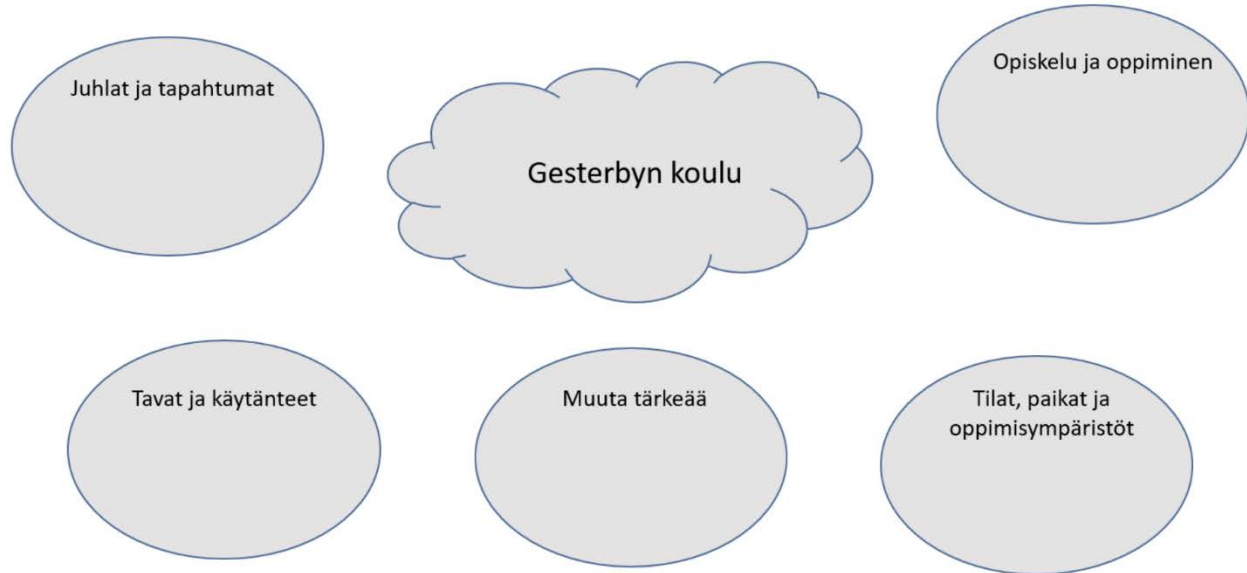 Juhlat ja tapahtumat
Gesterbyn koulu
Opiskelu ja oppiminen
Tavat ja käytänteet
Muuta tärkeää
Tilat, paikat ja
oppimisympäristöt